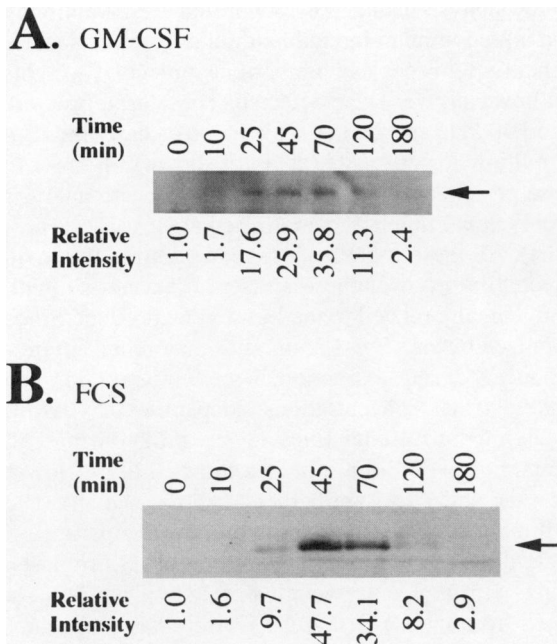 A. GM-CSF
Time (min) 0 10 25 45 70 120 180
Relative Intensity 1.0 1.7 17.6 25.9 35.8 11.3 2.4
B. FCS
Time (min) 0 10 25 45 70 120 180
Relative Intensity 1.0 1.6 9.7 47.7 34.1 8.2 2.9